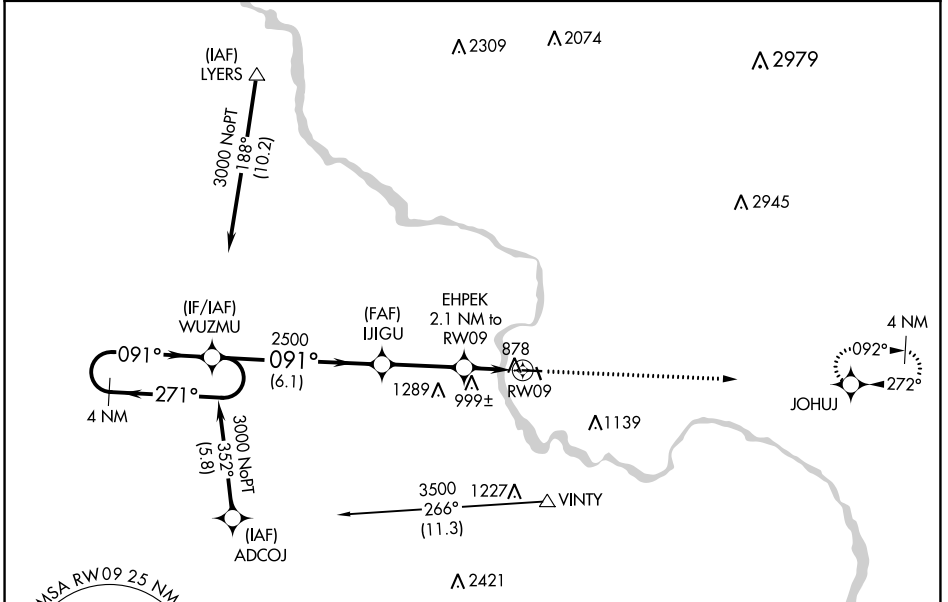 2309
2074
2979
(IAF)
LYERS
3000 NoPT
188°
(10.2)
2945
(IF/IAF)
WUZMU
(FAF)
IJIGU
EHPEK
2.1 NM to
RW09
4 NM
2500
091°
091°
(6.1)
878
092°
1289
999±
RW09
272°
271°
JOHUJ
4 NM
3000 NoPT
352°
(5.8)
1139
3500
1227
VINTY
266°
(11.3)
(IAF)
ADCOJ
2421
MSA RW09 25 NM